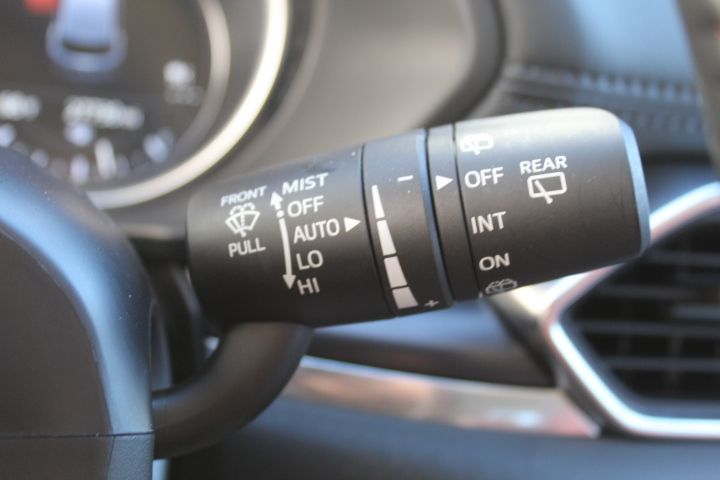 FRONT
PULL
MIST
OFF
AUTO
LO
HI
−
+
OFF
INT
ON
REAR